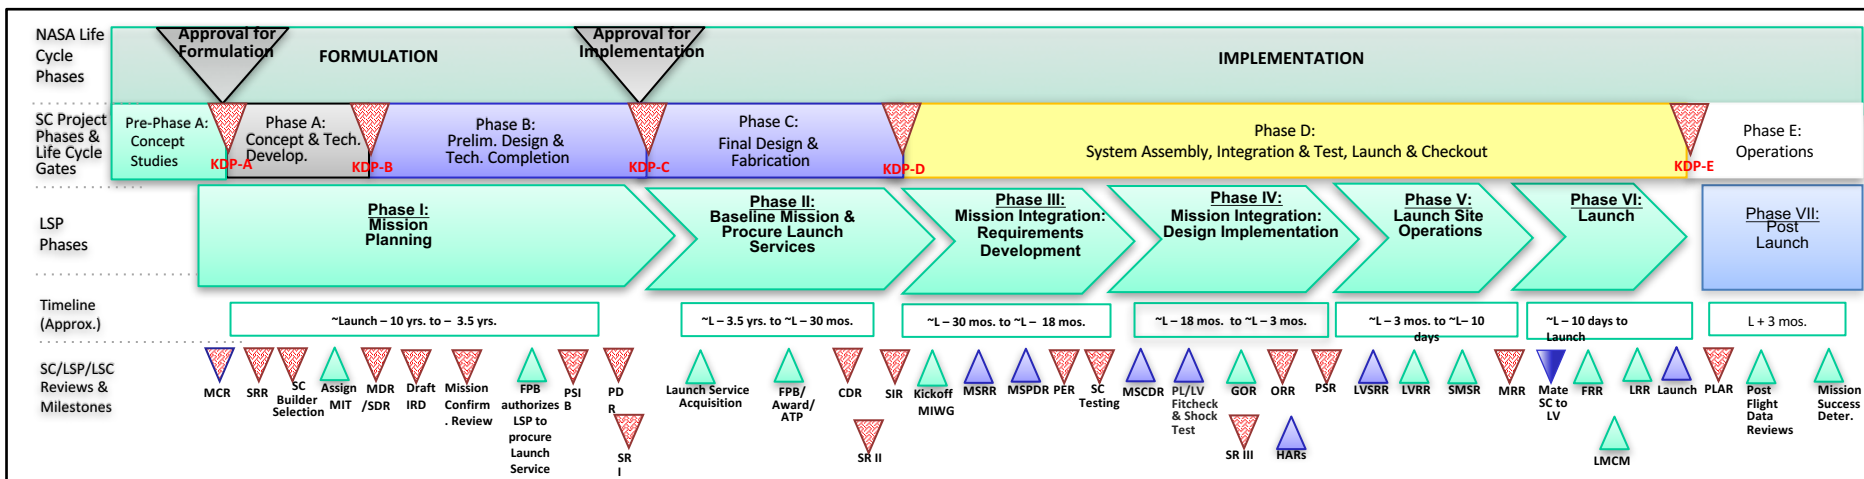 NASA Life
Cycle
Phases
Approval for
Formulation
FORMULATION
Approval for
Implementation
IMPLEMENTATION
SC Project
Phases &
Life Cycle
Gates
Pre-Phase A:
Concept
Studies
KDP-A
Phase A:
Concept & Tech.
Develop.
KDP-B
Phase B:
Prelim. Design &
Tech. Completion
KDP-C
Phase C:
Final Design &
Fabrication
KDP-D
Phase D:
System Assembly, Integration & Test, Launch & Checkout
KDP-E
Phase E:
Operations
LSP
Phases
Phase I:
Mission
Planning
Phase II:
Baseline Mission &
Procure Launch
Services
Phase III:
Mission Integration:
Requirements
Development
Phase IV:
Mission Integration:
Design Implementation
Phase V:
Launch Site
Operations
Phase VI:
Launch
Phase VII:
Post
Launch
Timeline
(Approx.)
~Launch – 10 yrs. to – 3.5 yrs.
~L – 3.5 yrs. to ~L – 30 mos.
~L – 30 mos. to ~L – 18 mos.
~L – 18 mos. to ~L – 3 mos.
~L – 3 mos. to ~L– 10
days
~L – 10 days to
Launch
L + 3 mos.
SC/LSP/LSC
Reviews &
Milestones
MCR
SRR
SC
Builder
Selection
Assign
MIT
MDR
/SDR
Draft
IRD
Mission
Confirm
. Review
FPB
authorizes
LSP to
procure
Launch
Service
PSI
B
PD
R
SR
I
Launch Service
Acquisition
FPB/
Award/
ATP
CDR
SR II
SIR
Kickoff
MIWG
MSRR
MSPDR
PER
SC
Testing
MSCDR
PL/LV
Fitcheck
& Shock
Test
GOR
SR III
ORR
HARs
PSR
LVSRR
LVRR
SMSR
MRR
Mate
SC to
LV
FRR
LMCM
LRR
Launch
PLAR
Post
Flight
Data
Reviews
Mission
Success
Deter.